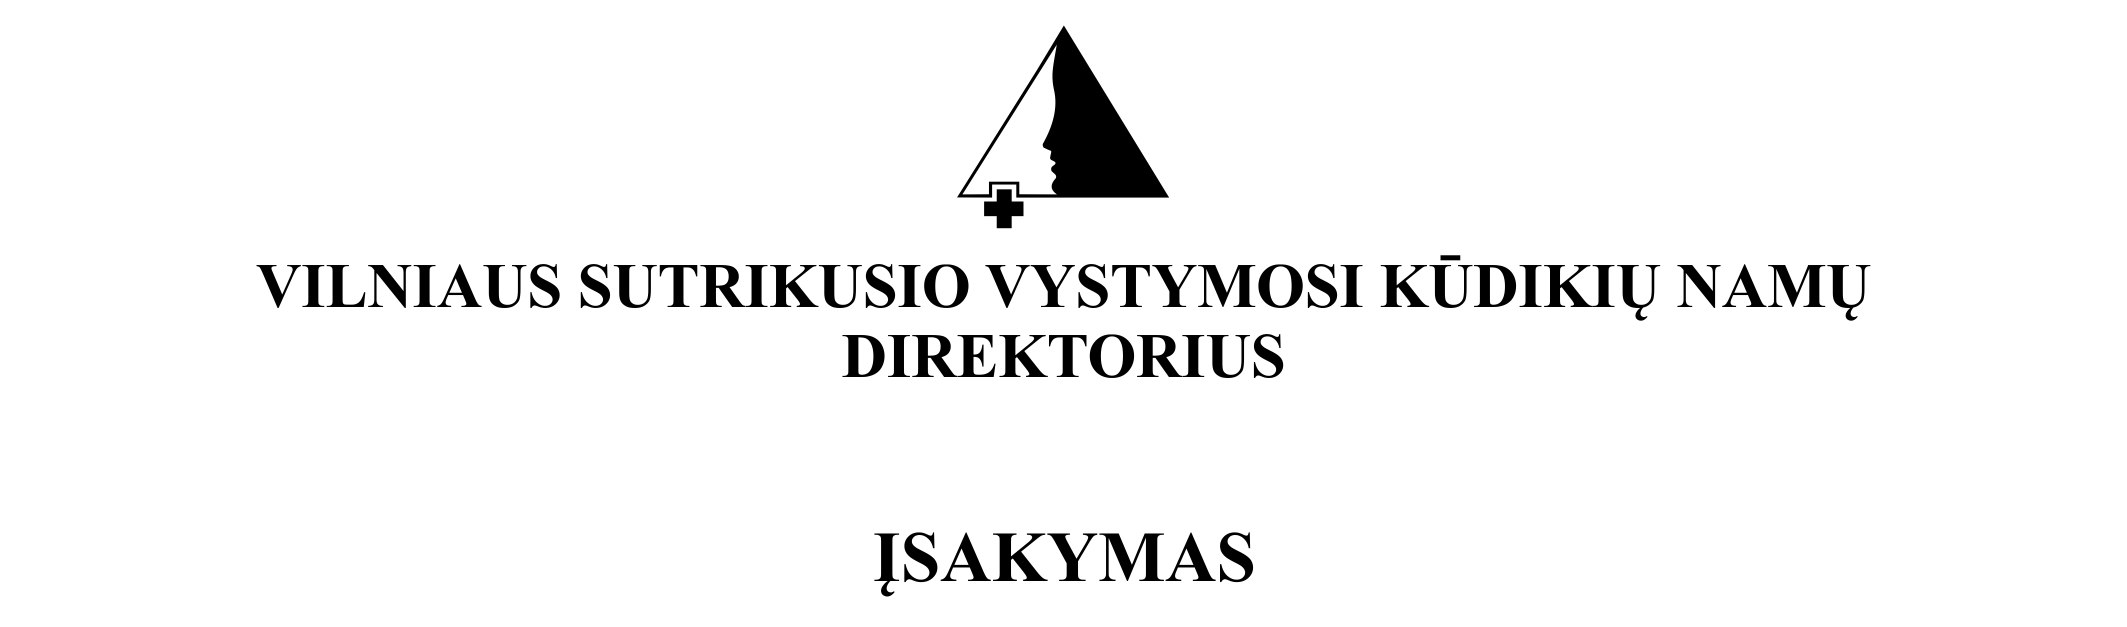 VILNIAUS SUTRIKUSIO VYSTYMOSI KŪDIKIŲ NAMŲ
DIREKTORIUS
ĮSAKYMAS